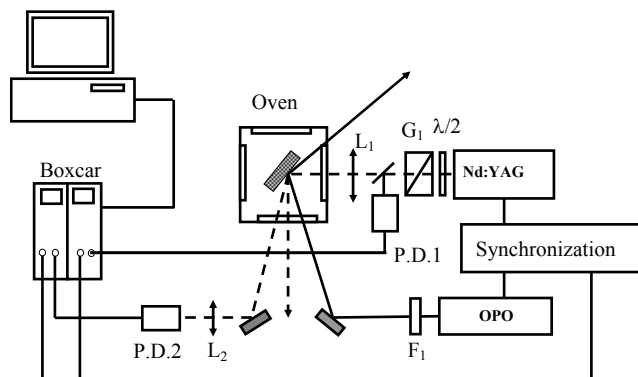 Oven
L1
G1
λ/2
Nd:YAG
Boxcar
P.D.1
Synchronization
OPO
P.D.2
L2
F1